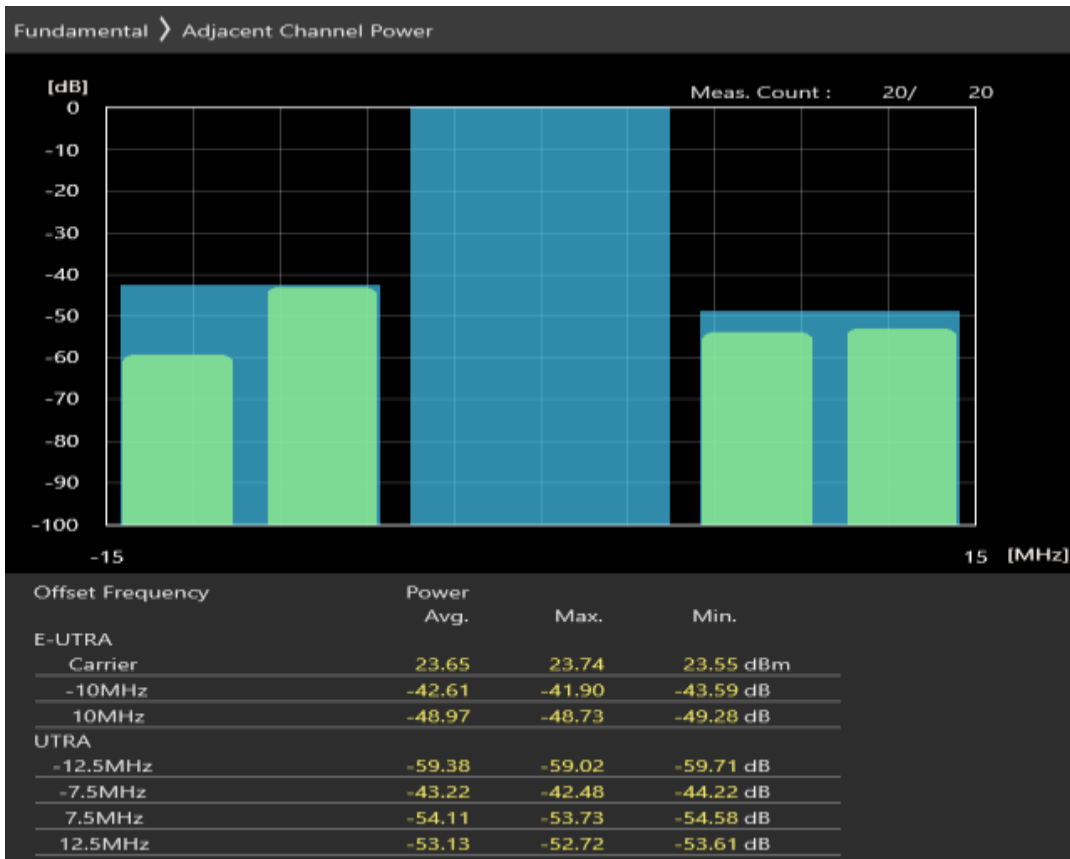 Fundamental 》 Adjacent Channel Power
[dB]
Meas. Count : 20/ 20
0
-10
-20
-30
-40
-50
-60
-70
-80
-90
-100
-15 15 [MHz]
Offset Frequency Power
Avg. Max. Min.
E-UTRA
Carrier 23.65 23.74 23.55 dBm
-10MHz -42.61 -41.90 -43.59 dB
10MHz -48.97 -48.73 -49.28 dB
UTRA
-12.5MHz -59.38 -59.02 -59.71 dB
-7.5MHz -43.22 -42.48 -44.22 dB
7.5MHz -54.11 -53.73 -54.58 dB
12.5MHz -53.13 -52.72 -53.61 dB